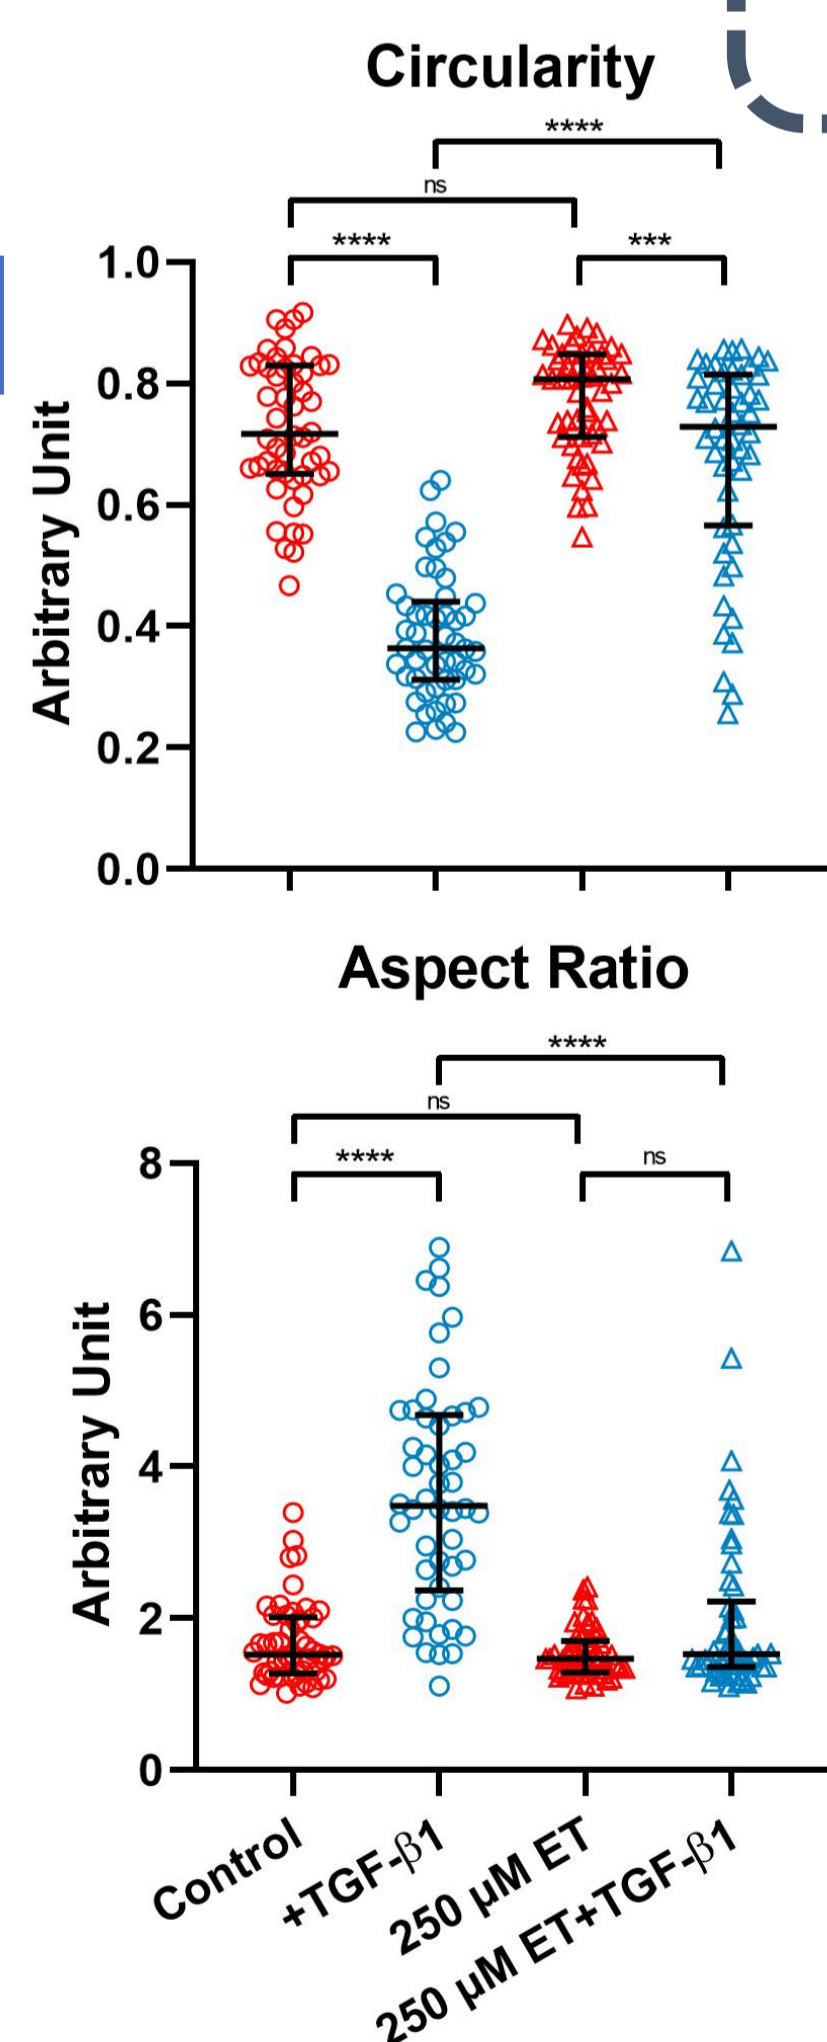 Circularity
****
ns
****
***
1.0
0.8
0.6
0.4
0.2
0.0
Arbitrary Unit
Aspect Ratio
****
ns
****
ns
8
6
4
2
0
Arbitrary Unit
Control
+TGF-β1
250 μM ET
250 μM ET+TGF-β1